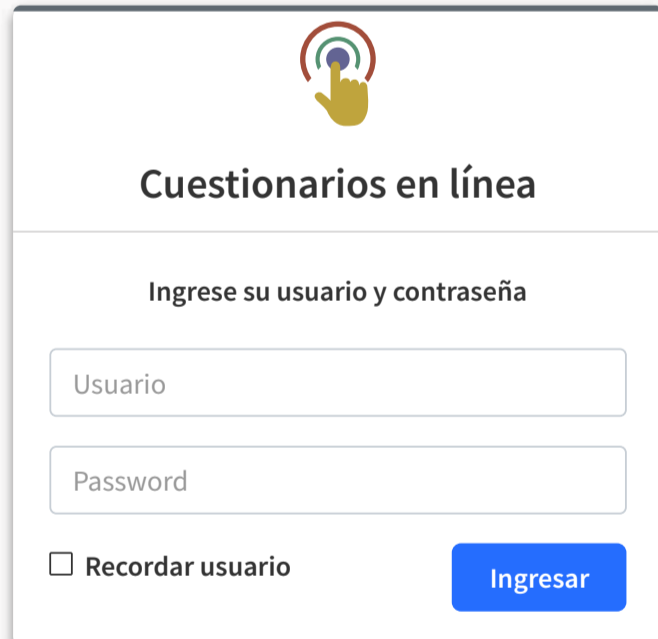 Cuestionarios en línea
Ingrese su usuario y contraseña
Usuario
Password
Recordar usuario
Ingresar